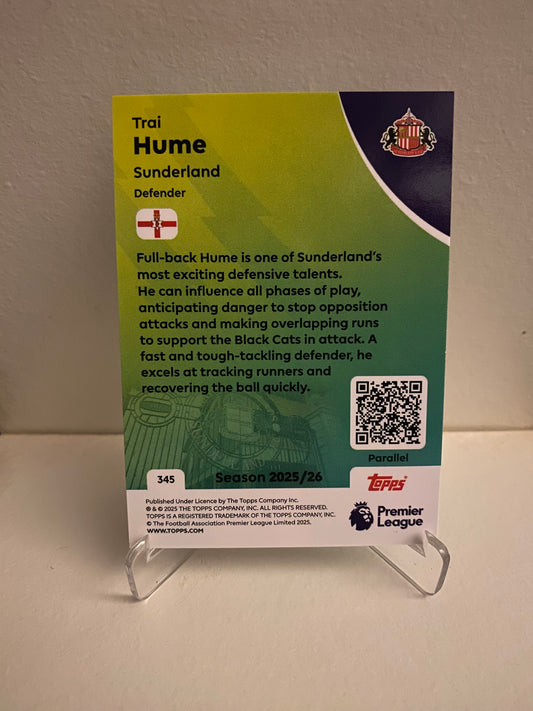 Trai
Hume
Sunderland
Defender
Full-back Hume is one of Sunderland's
most exciting defensive talents.
He can influence all phases of play,
anticipating danger to stop opposition
attacks and making overlapping runs
to support the Black Cats in attack. A
fast and tough-tackling defender, he
excels at tracking runners and
recovering the ball quickly.
Parallel
345
Season 2025/26
Topps
Published Under Licence by The Topps Company Inc.
® & © 2025 THE TOPPS COMPANY, INC. ALL RIGHTS RESERVED.
TOPPS IS A REGISTERED TRADEMARK OF THE TOPPS COMPANY, INC.
© The Football Association Premier League Limited 2025.
WWW.TOPPS.COM
Premier
League